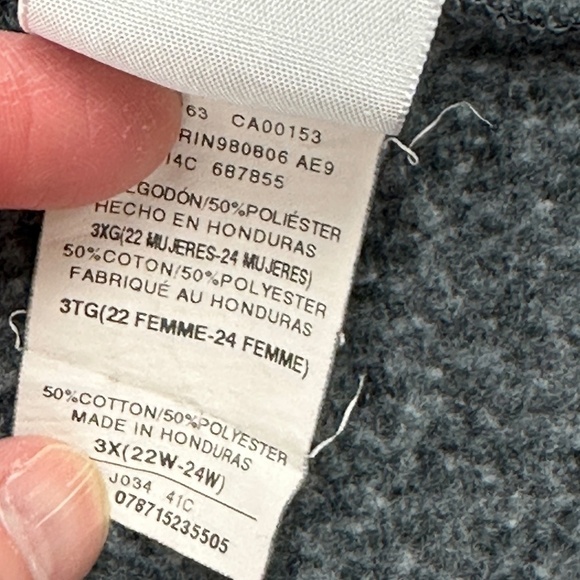 63 CA00153
RIN980806 AE9
14C 687855
LGODÓN/50%POLIÉSTER
HECHO EN HONDURAS
3XG(22 MUJERES-24 MUJERES)
50%COTON/50%POLYESTER
FABRIQUÉ AU HONDURAS
3TG(22 FEMME-24 FEMME)
50%COTTON/50%POLYESTER
MADE IN HONDURAS
3X(22W-24W)
J034 41C
078715235505